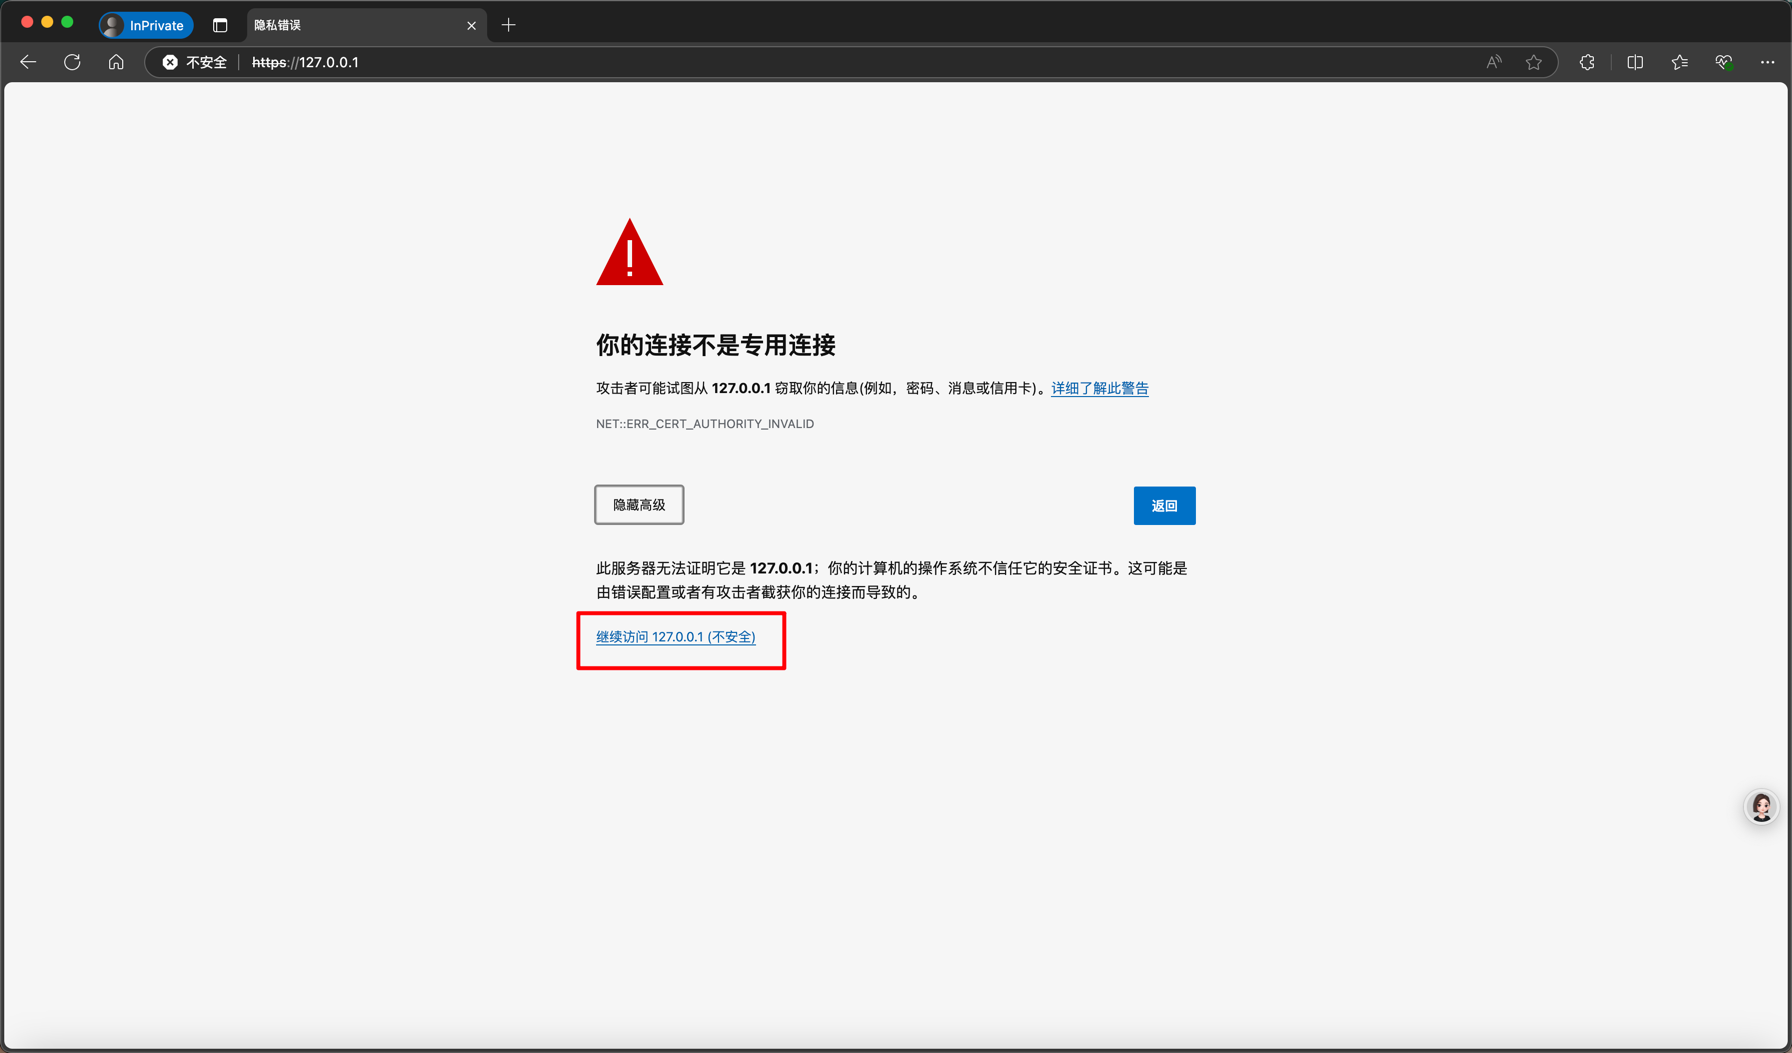 InPrivate
隐私错误
不安全
https://127.0.0.1
你的连接不是专用连接
攻击者可能试图从 127.0.0.1 窃取你的信息(例如，密码、消息或信用卡)。详细了解此警告
NET::ERR_CERT_AUTHORITY_INVALID
隐藏高级
返回
此服务器无法证明它是 127.0.0.1；你的计算机的操作系统不信任它的安全证书。这可能是
由错误配置或者有攻击者截获你的连接而导致的。
继续访问 127.0.0.1 (不安全)